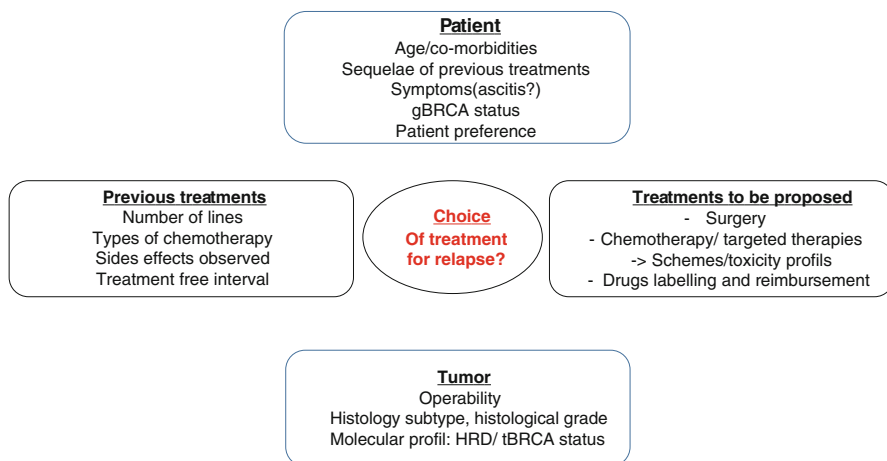 Patient
Age/co-morbidities
Sequelae of previous treatments
Symptoms(ascitis?)
gBRCA status
Patient preference
Previous treatments
Number of lines
Types of chemotherapy
Sides effects observed
Treatment free interval
Choice
Of treatment
for relapse?
Treatments to be proposed
- Surgery
- Chemotherapy/ targeted therapies
-> Schemes/toxicity profils
- Drugs labelling and reimbursement
Tumor
Operability
Histology subtype, histological grade
Molecular profil: HRD/ tBRCA status